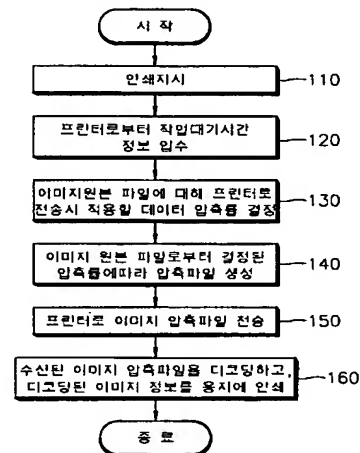 시 작
인쇄지시
110
프린터로부터 작업대기시간
정보 입수
120
이미지원본 파일에 대해 프린터로
전송시 적용할 데이터 압축률 결정
130
이미지 원본 파일로부터 결정된
압축률에따라 압축파일 생성
140
프린터로 이미지 압축파일 전송
150
수신된 이미지 압축파일을 디코딩하고,
디코딩된 이미지 정보를 용지에 인쇄
160
종 료